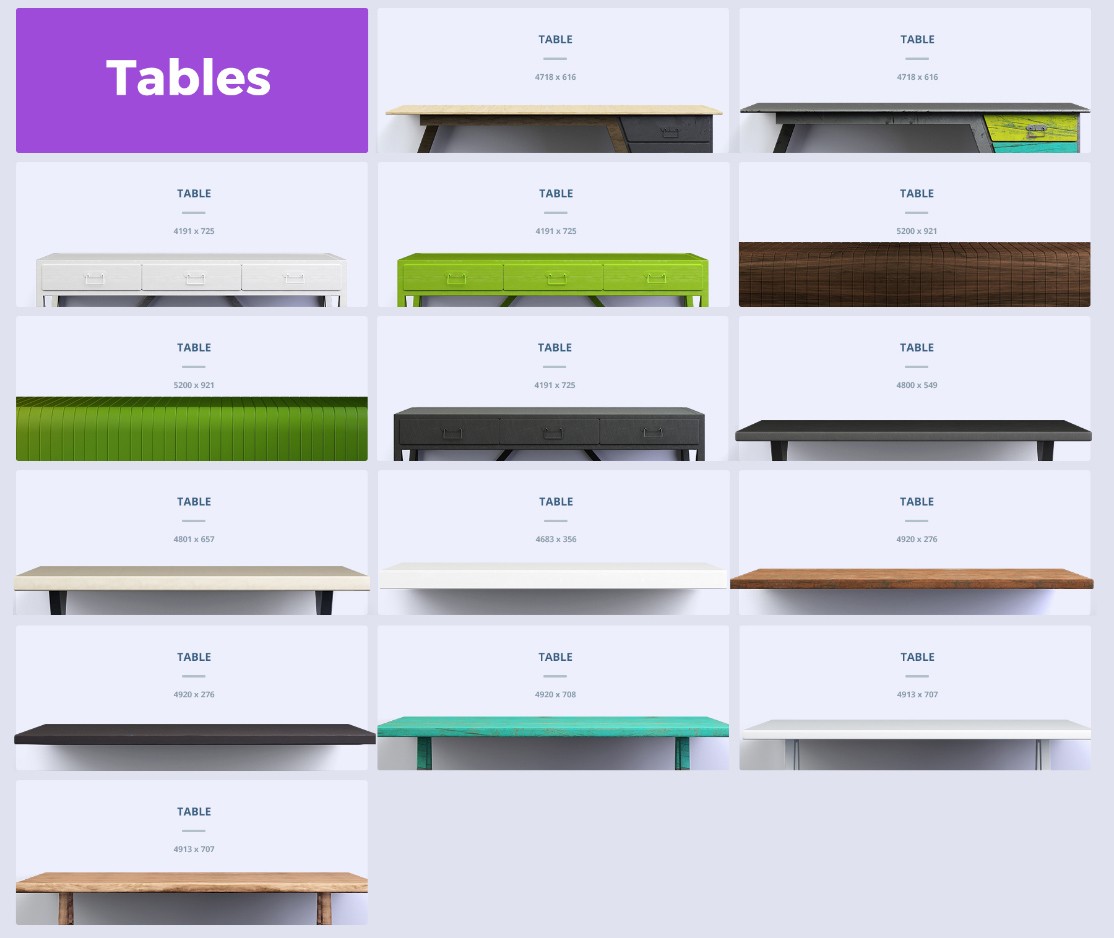 Tables
TABLE
4718 x 616
TABLE
4718 x 616
TABLE
4191 x 725
TABLE
4191 x 725
TABLE
5200 x 921
TABLE
5200 x 921
TABLE
4191 x 725
TABLE
4800 x 549
TABLE
4801 x 657
TABLE
4683 x 356
TABLE
4920 x 276
TABLE
4920 x 276
TABLE
4920 x 708
TABLE
4913 x 707
TABLE
4913 x 707